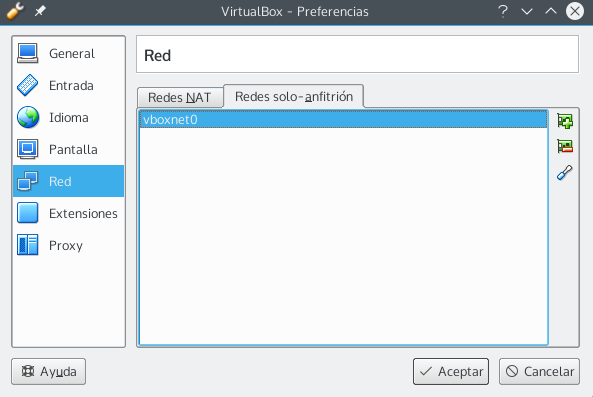 VirtualBox - Preferencias
General
Entrada
Idioma
Pantalla
Red
Extensiones
Proxy
Red
Redes NAT
Redes solo-anfitrión
vboxnet0
Ayuda
Aceptar
Cancelar